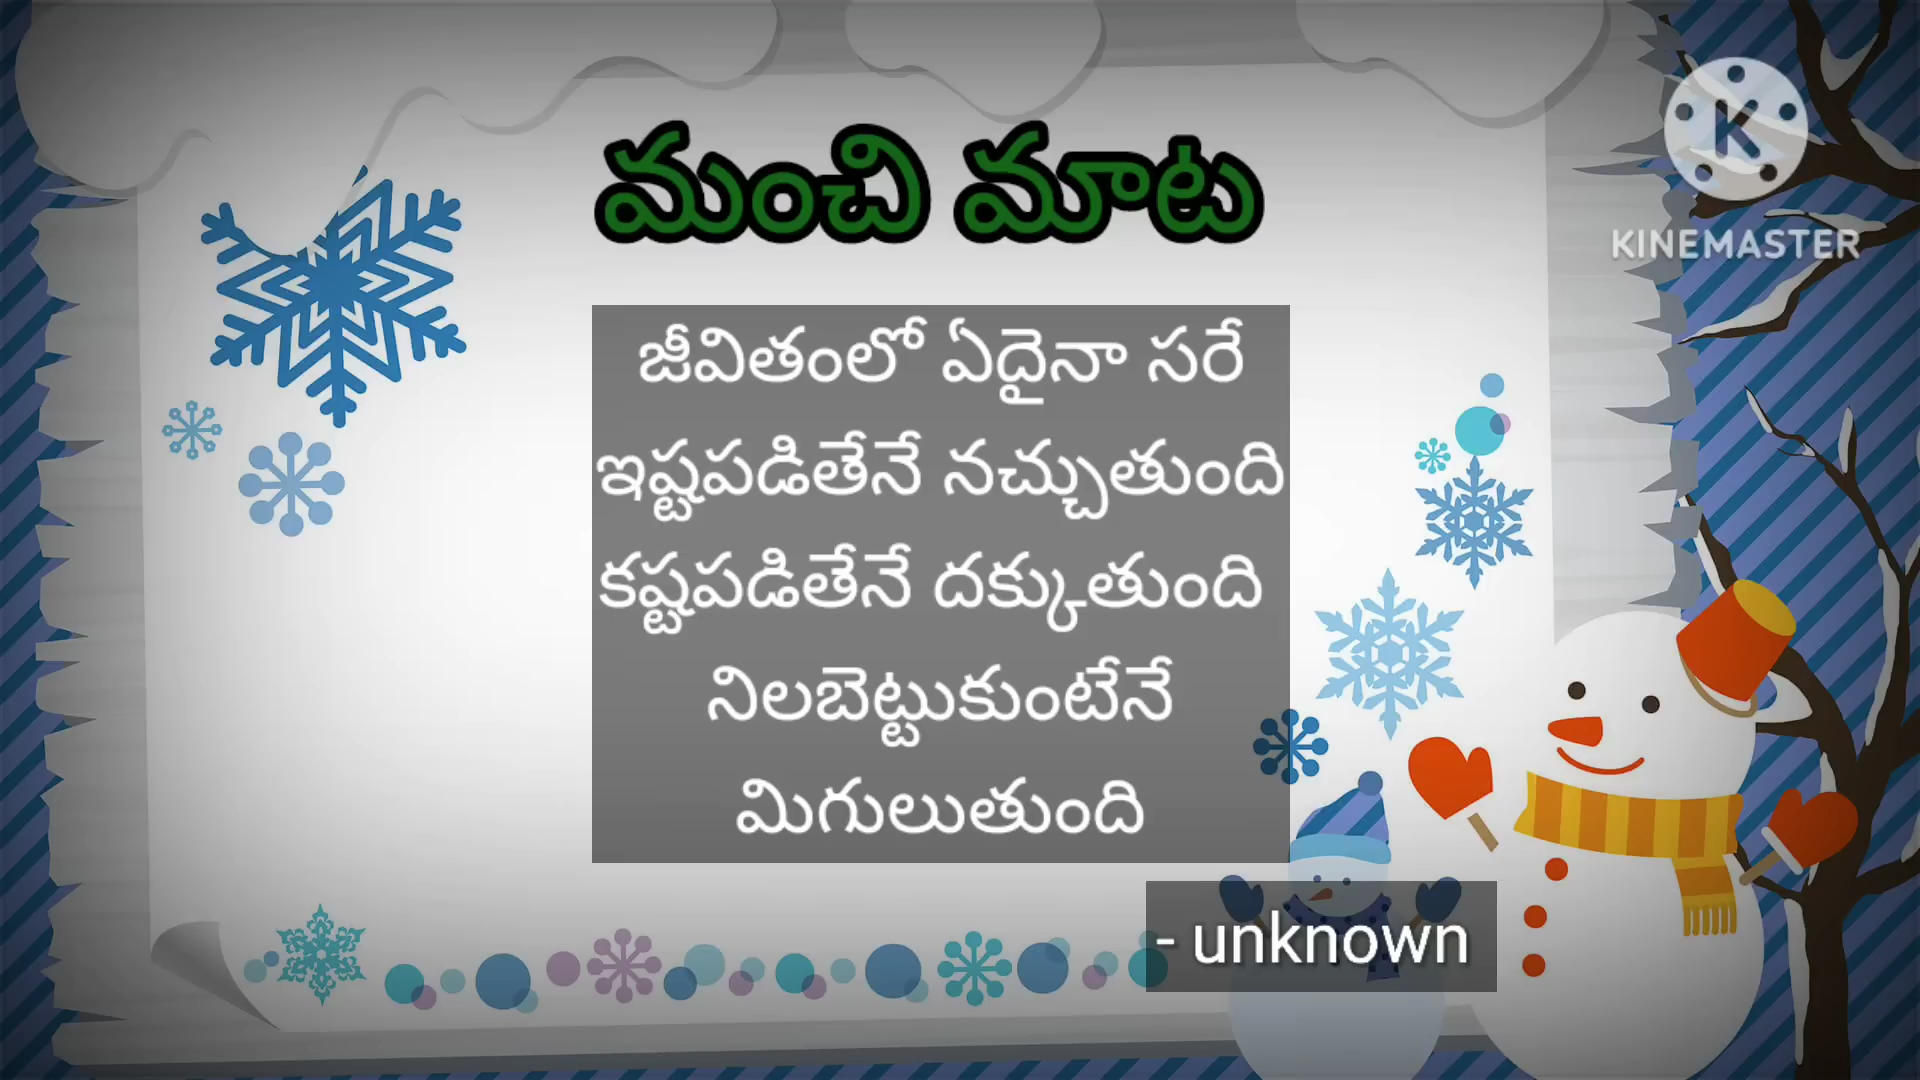 మంచి మాట
KINEMASTER
జీవితంలో ఏదైనా సరే
ఇష్టపడితేనే నచ్చుతుంది
కష్టపడితేనే దక్కుతుంది
నిలబెట్టుకుంటేనే
మిగులుతుంది
- unknown